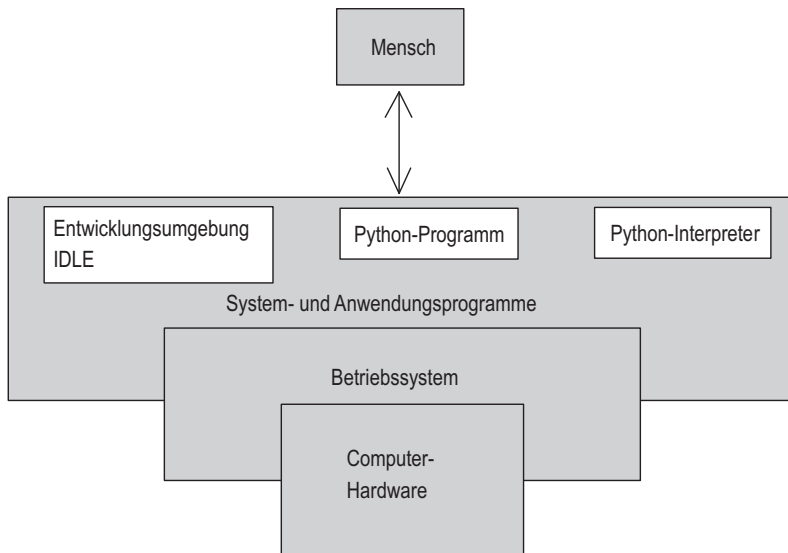 Mensch
Entwicklungsumgebung
IDLE
Python-Programm
Python-Interpreter
System- und Anwendungsprogramme
Betriebssystem
Computer-
Hardware